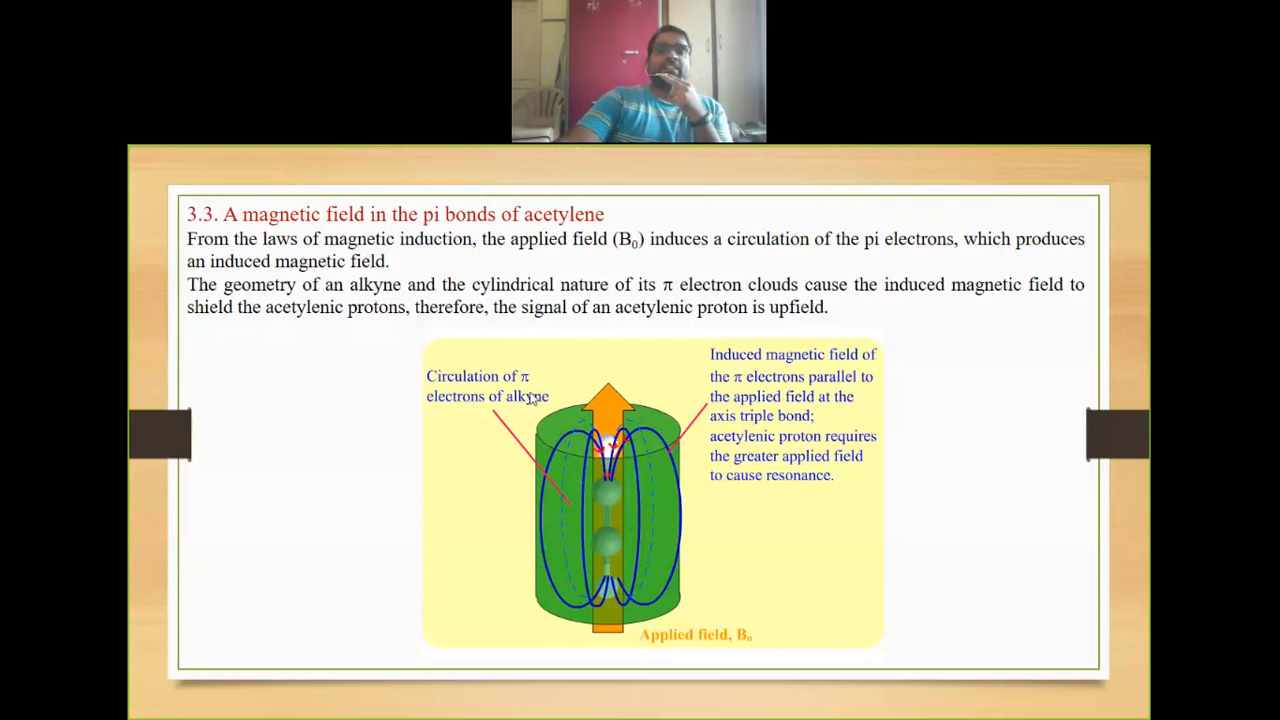 3.3. A magnetic field in the pi bonds of acetylene
From the laws of magnetic induction, the applied field (B₀) induces a circulation of the pi electrons, which produces
an induced magnetic field.
The geometry of an alkyne and the cylindrical nature of its π electron clouds cause the induced magnetic field to
shield the acetylenic protons, therefore, the signal of an acetylenic proton is upfield.
Circulation of π
electrons of alkyne
Induced magnetic field of
the π electrons parallel to
the applied field at the
axis triple bond;
acetylenic proton requires
the greater applied field
to cause resonance.
Applied field, B₀